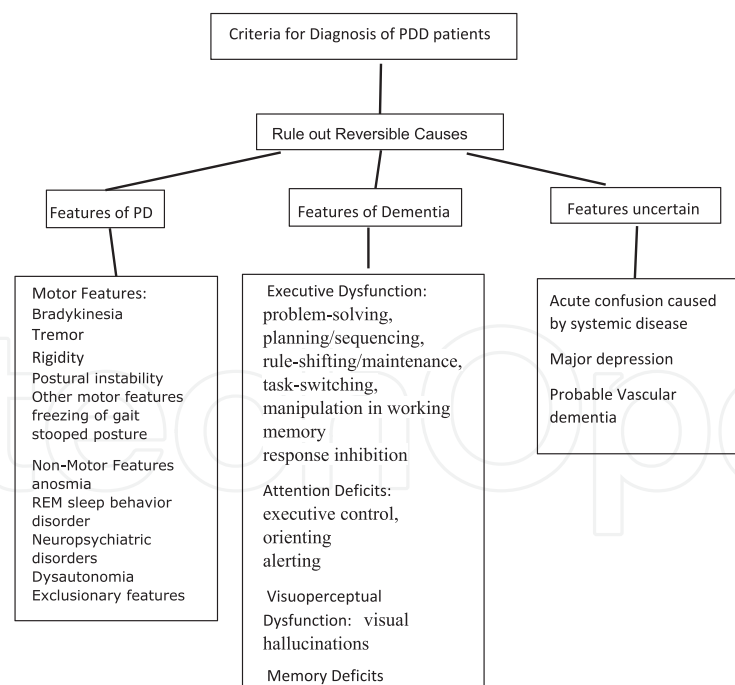 Criteria for Diagnosis of PDD patients
Rule out Reversible Causes
Features of PD
Features of Dementia
Features uncertain
Motor Features:
Bradykinesia
Tremor
Rigidity
Postural instability
Other motor features
freezing of gait
stooped posture
Non-Motor Features
anosmia
REM sleep behavior
disorder
Neuropsychiatric
disorders
Dysautonomia
Exclusionary features
Executive Dysfunction:
problem-solving,
planning/sequencing,
rule-shifting/maintenance,
task-switching,
manipulation in working
memory
response inhibition
Attention Deficits:
executive control,
orienting
alerting
Visuoperceptual
Dysfunction: visual
hallucinations
Memory Deficits
Acute confusion caused
by systemic disease
Major depression
Probable Vascular
dementia